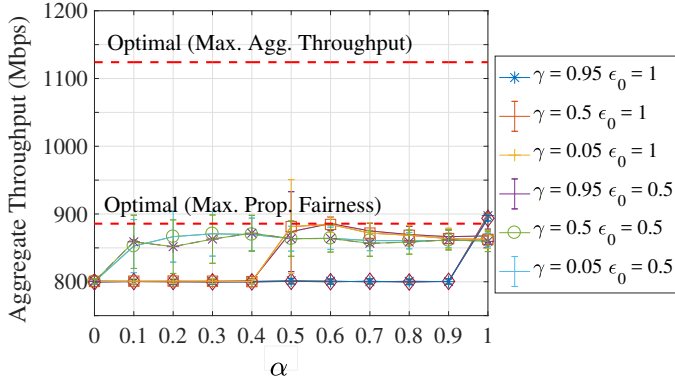 Aggregate Throughput (Mbps)
1200
1100
1000
900
800
Optimal (Max. Agg. Throughput)
Optimal (Max. Prop. Fairness)
0 0.1 0.2 0.3 0.4 0.5 0.6 0.7 0.8 0.9 1
α
γ = 0.95 ϵ₀ = 1
γ = 0.5 ϵ₀ = 1
γ = 0.05 ϵ₀ = 1
γ = 0.95 ϵ₀ = 0.5
γ = 0.5 ϵ₀ = 0.5
γ = 0.05 ϵ₀ = 0.5